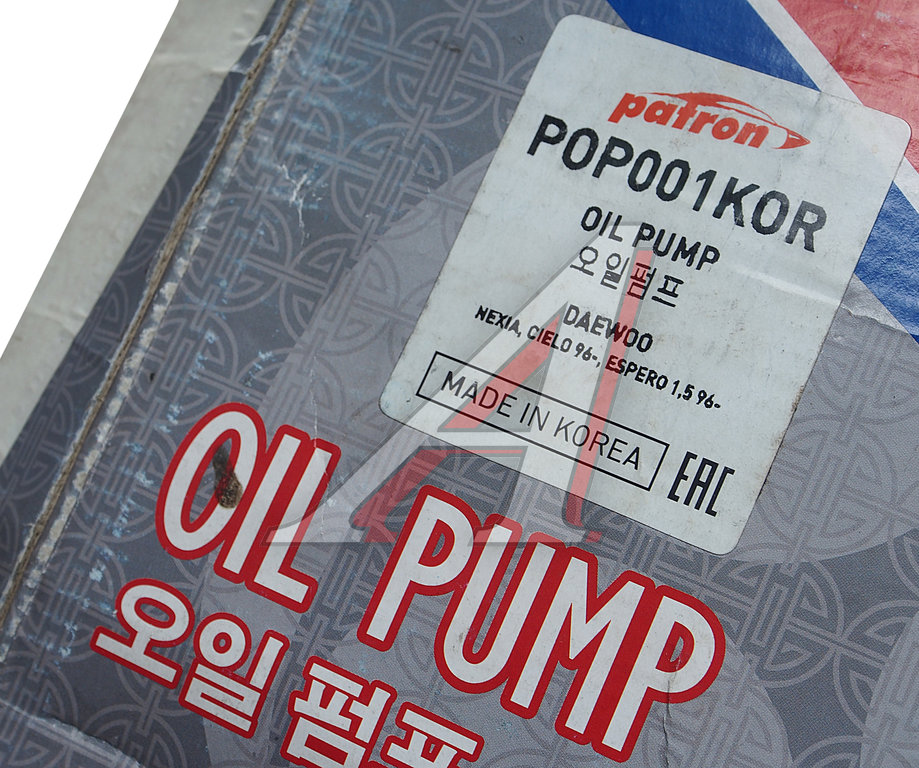 patron
POP001KOR
OIL PUMP
오일펌프
DAEWOO
NEXIA, CIELO 96-, ESPERO 1,5 96-
MADE IN KOREA
EAC
OIL PUMP
오일 펌프